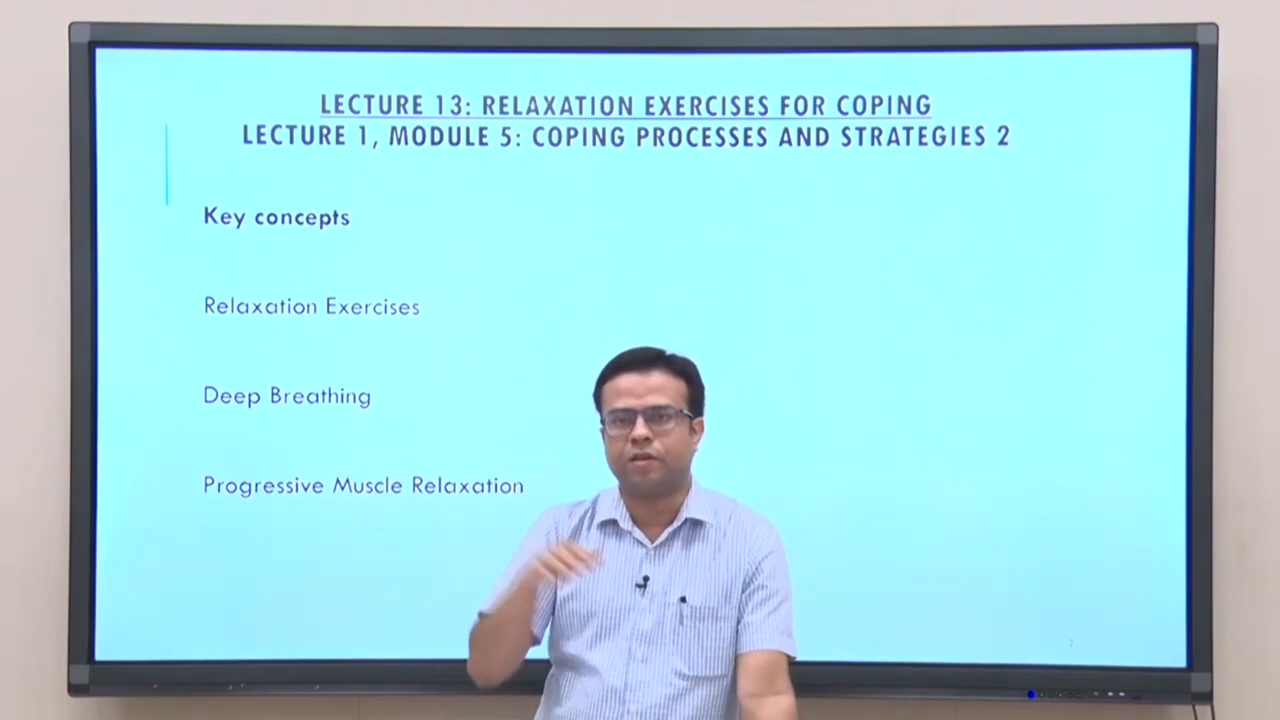 LECTURE 13: RELAXATION EXERCISES FOR COPING
LECTURE 1, MODULE 5: COPING PROCESSES AND STRATEGIES 2
Key concepts
Relaxation Exercises
Deep Breathing
Progressive Muscle Relaxation